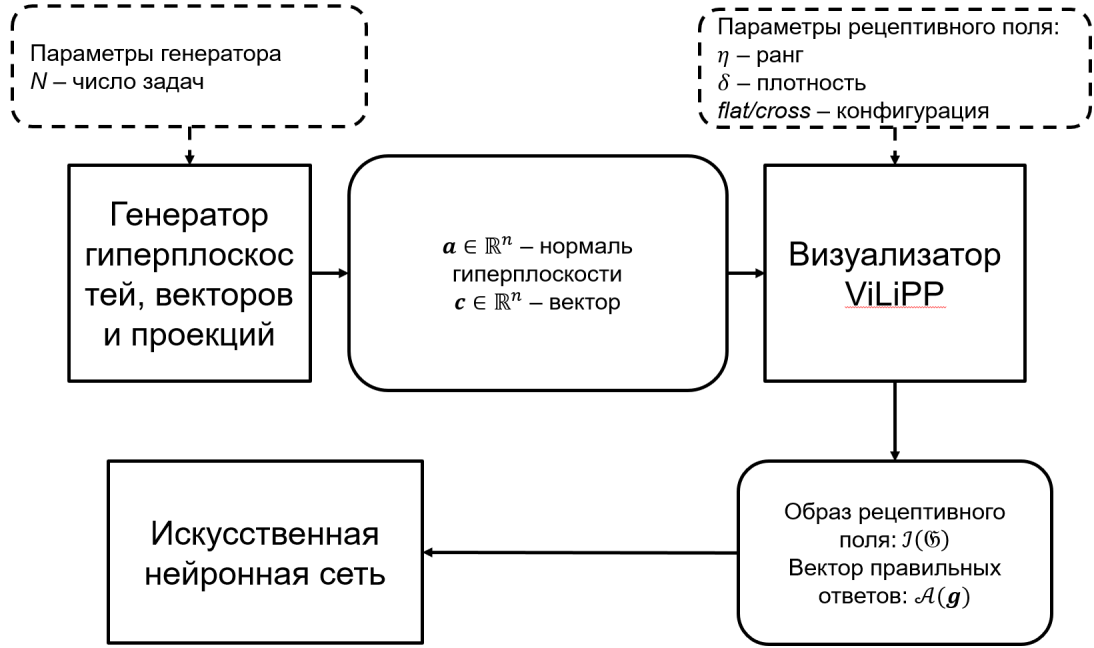 Параметры генератора
N – число задач
Параметры рецептивного поля:
η – ранг
δ – плотность
flat/cross – конфигурация
Генератор
гиперплоскос
тей, векторов
и проекций
a ∈ ℝⁿ – нормаль
гиперплоскости
c ∈ ℝⁿ – вектор
Визуализатор
ViLiPP
Искусственная
нейронная сеть
Образ рецептивного
поля: ℐ(𝔊)
Вектор правильных
ответов: 𝒜(g)